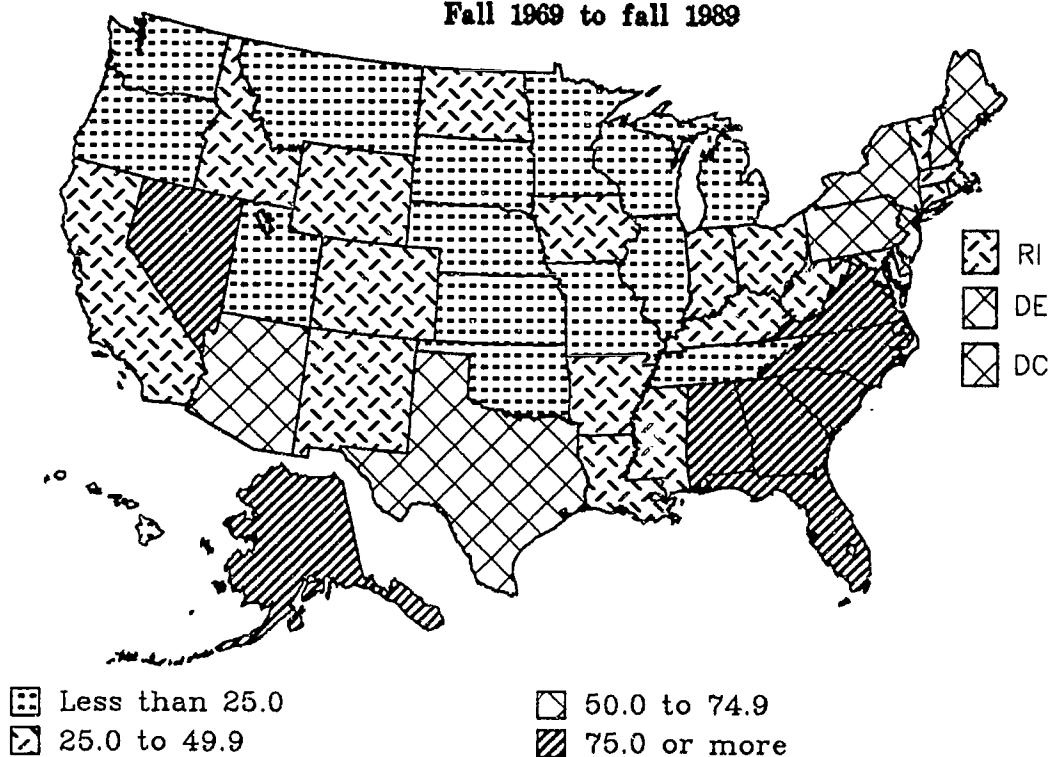 Fall 1969 to fall 1989
RI
DE
DC
Less than 25.0
25.0 to 49.9
50.0 to 74.9
75.0 or more